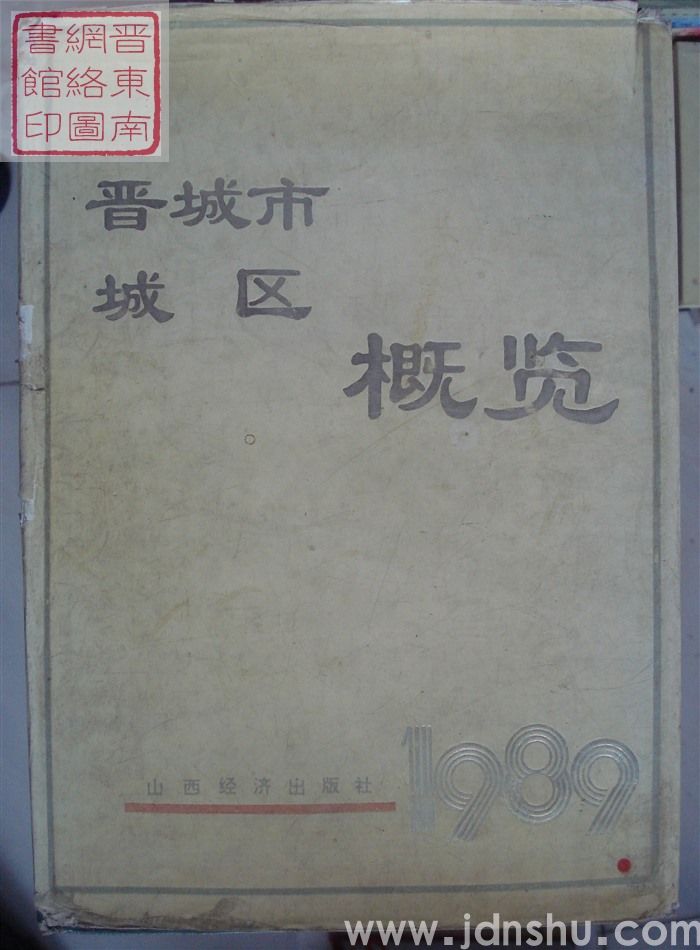 晋東南
網絡圖
書館印
晋城市
城区
概览
山西经济出版社
1989
www.jdnshu.com